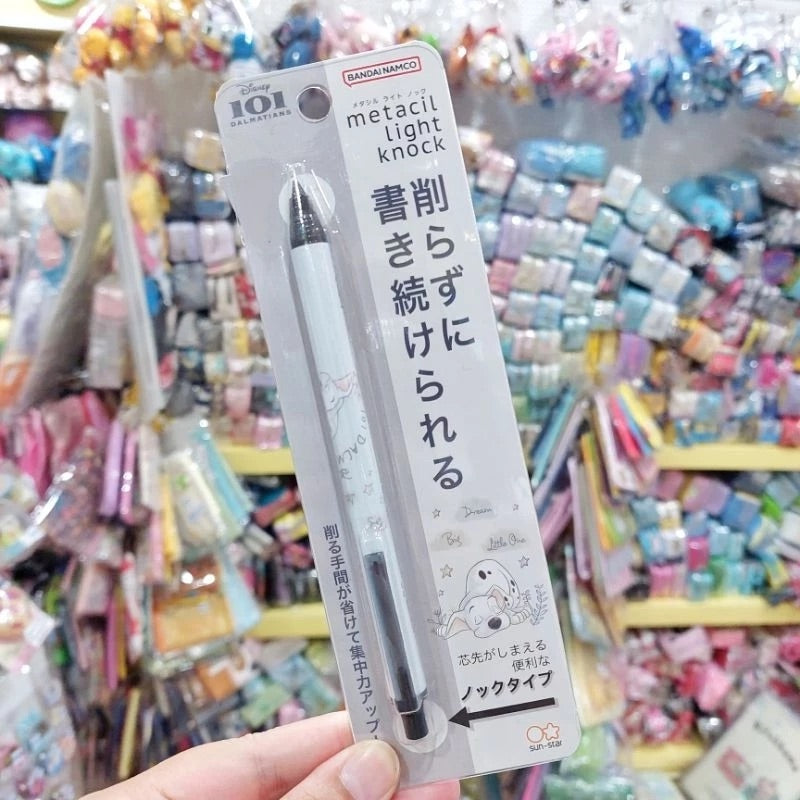 Disney
101
DALMATIANS
BANDAI NAMCO
メタシル ライト ノック
metacil
light
knock
削らずに
書き続けられる
削る手間が省けて集中力アップ。
Dream
Big
Little One
芯先がしまえる
便利な
ノックタイプ
sun-star
101 DALM